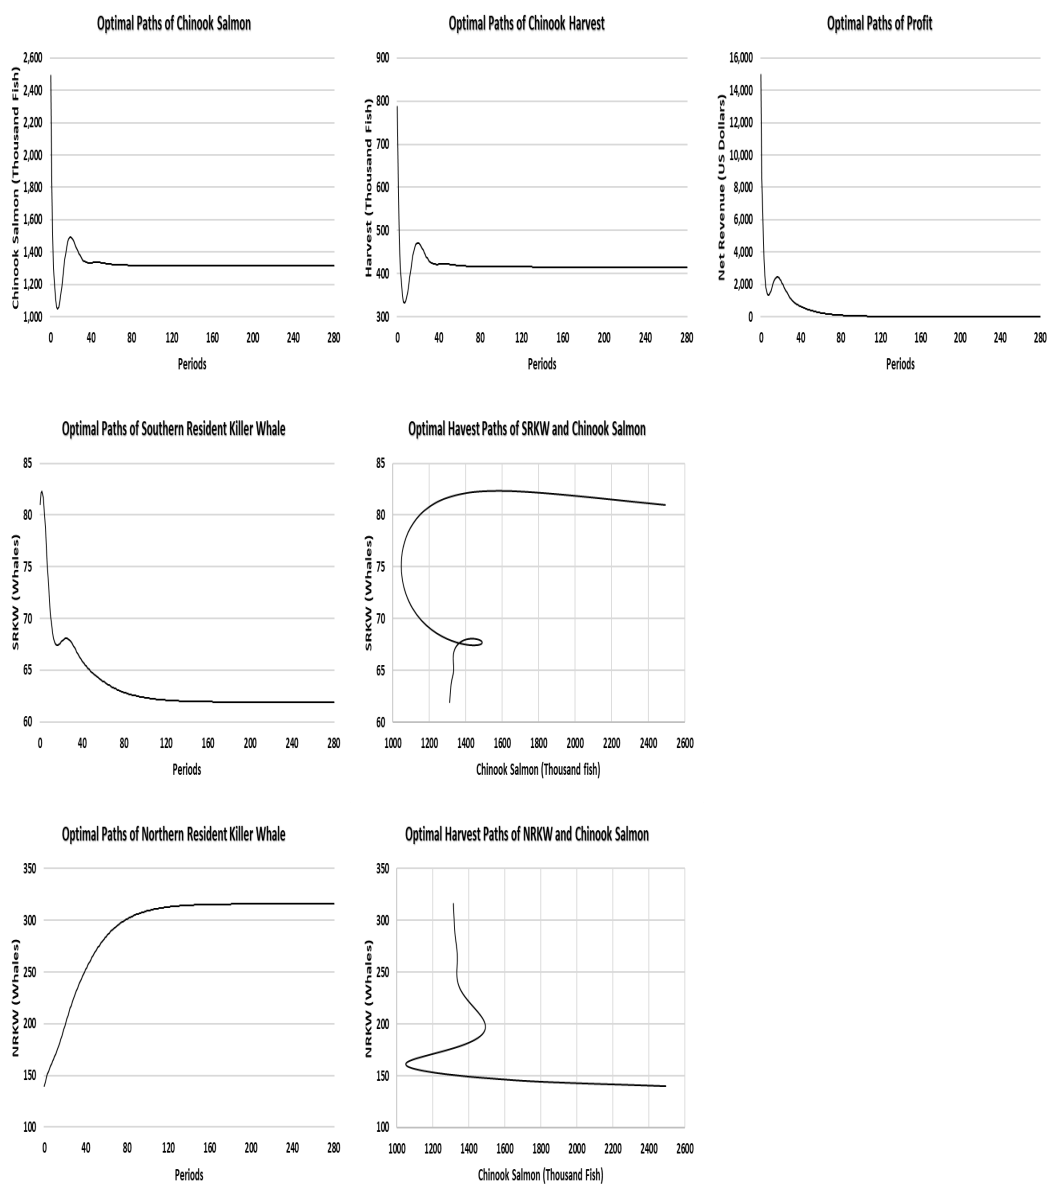 Optimal Paths of Chinook Salmon
Chinook Salmon (Thousand Fish)
2,600
2,400
2,200
2,000
1,800
1,600
1,400
1,200
1,000
0 40 80 120 160 200 240 280
Periods
Optimal Paths of Chinook Harvest
Harvest (Thousand Fish)
900
800
700
600
500
400
300
0 40 80 120 160 200 240 280
Periods
Optimal Paths of Profit
Net Revenue (US Dollars)
16,000
14,000
12,000
10,000
8,000
6,000
4,000
2,000
0
0 40 80 120 160 200 240 280
Periods
Optimal Paths of Southern Resident Killer Whale
SRKW (Whales)
85
80
75
70
65
60
0 40 80 120 160 200 240 280
Periods
Optimal Havest Paths of SRKW and Chinook Salmon
SRKW (Whales)
85
80
75
70
65
60
1000 1200 1400 1600 1800 2000 2200 2400 2600
Chinook Salmon (Thousand fish)
Optimal Paths of Northern Resident Killer Whale
NRKW (Whales)
350
300
250
200
150
100
0 40 80 120 160 200 240 280
Periods
Optimal Harvest Paths of NRKW and Chinook Salmon
NRKW (Whales)
350
300
250
200
150
100
1000 1200 1400 1600 1800 2000 2200 2400 2600
Chinook Salmon (Thousand Fish)